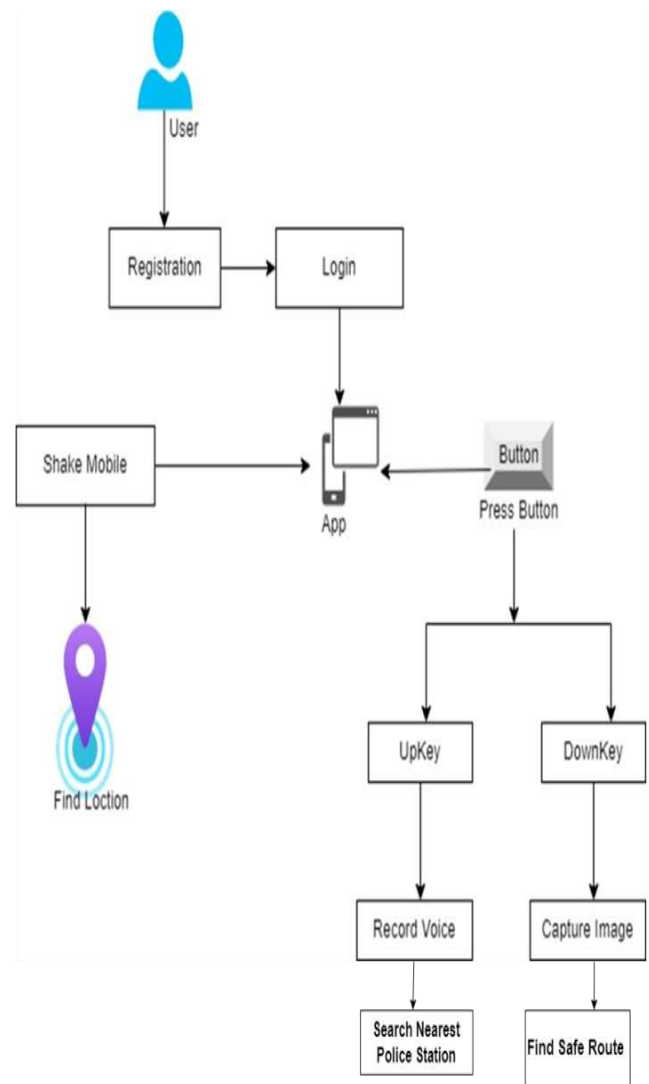 User
Registration
Login
Shake Mobile
App
Button
Press Button
Find Loction
UpKey
DownKey
Record Voice
Capture Image
Search Nearest
Police Station
Find Safe Route